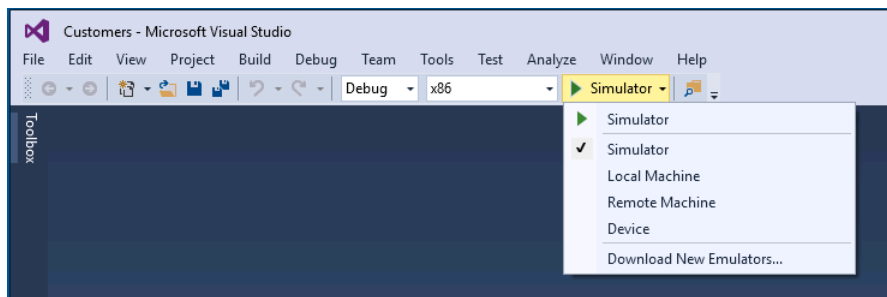 Customers - Microsoft Visual Studio
File Edit View Project Build Debug Team Tools Test Analyze Window Help
Debug x86 Simulator
Toolbox
Simulator
Simulator
Local Machine
Remote Machine
Device
Download New Emulators...